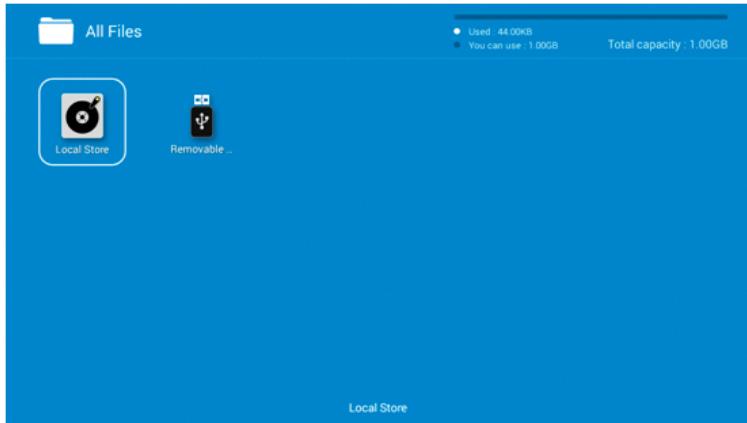 All Files
Used : 44.00KB
You can use : 1.00GB
Total capacity : 1.00GB
Local Store
Removable ...
Local Store